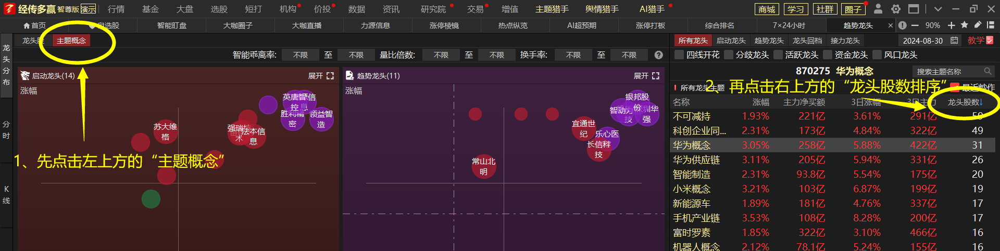 经传多赢 智尊版 演示 行情 基金 大盘 选股 短打 机构 价投 数据 资讯 研究院 交易 增值 主题猎手 舆情猎手 AI猎手 商城 学习 社群 圈子
首页 自选股 智能盯盘 大咖圈子 大咖直播 力源信息 涨停棱镜 热点纵览 AI超预期 涨停打板 综合排名 7×24小时 趋势龙头 90%
龙头股 主题概念
智能乖离率: 不限 至 不限 量比倍数: 不限 至 不限 换手率: 不限 至 不限
龙头分布
分时
K线
启动龙头(14) 展开
涨幅
英唐智控
胜利精密
领益智造
苏大维格
法本信息
1、先点击左上方的“主题概念”
趋势龙头(11) 展开
涨幅
银邦股份
智动力
宜通世纪
乐心医
长信科技
常山北明
所有龙头 启动龙头 趋势龙头 龙头回档 接力龙头 2024-08-30 教学
四线开花 分歧龙头 活跃龙头 资金龙头 风口龙头
870275 华为概念 搜索主题名称
所有龙头主题 最近炒作
2、再点击右上方的“龙头股数排序”
名称 涨幅 主力净买额 3日涨幅 3日主力 龙头股数↓
不可减持 1.93% 221亿 3.61% 291亿 59
科创企业同... 2.31% 173亿 4.84% 322亿 49
华为概念 3.05% 258亿 5.88% 422亿 31
华为供应链 3.11% 205亿 5.94% 331亿 26
智能制造 2.31% 93.8亿 5.54% 175亿 20
小米概念 3.21% 103亿 6.87% 199亿 19
新能源车 1.89% 181亿 4.76% 337亿 17
手机产业链 3.53% 108亿 8.28% 200亿 17
富时罗素 1.85% 322亿 3.10% 466亿 16
机器人概念 2.12% 78.1亿 5.24% 155亿 16